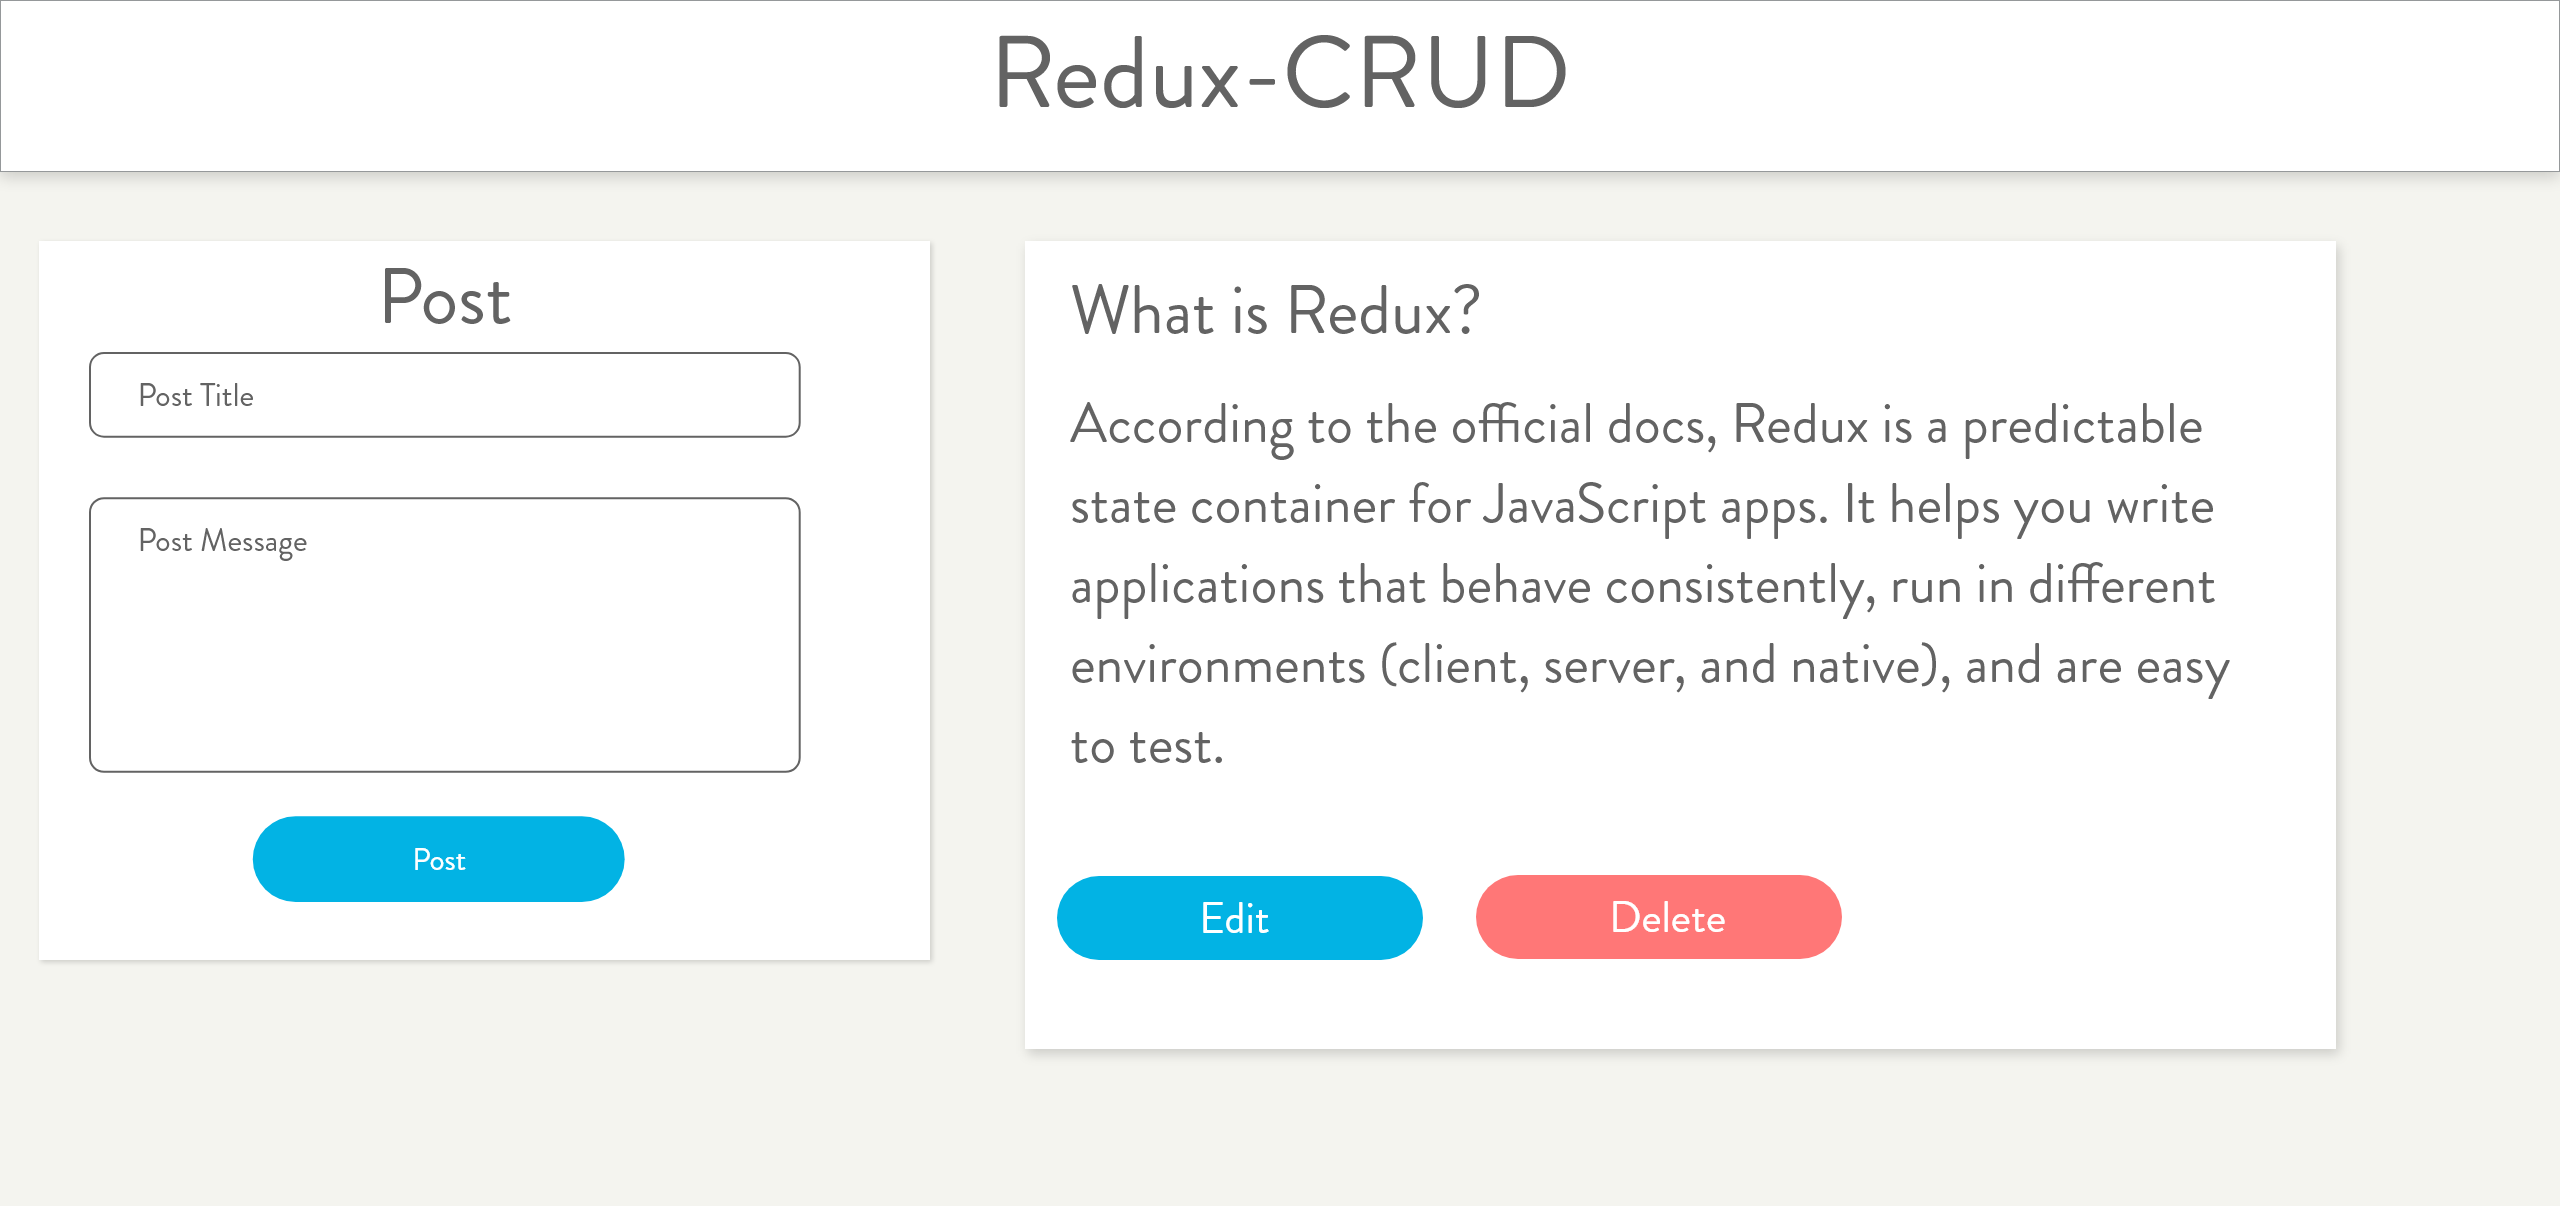 Redux-CRUD
Post
Post Title
Post Message
Post
What is Redux?
According to the official docs, Redux is a predictable
state container for JavaScript apps. It helps you write
applications that behave consistently, run in different
environments (client, server, and native), and are easy
to test.
Edit
Delete